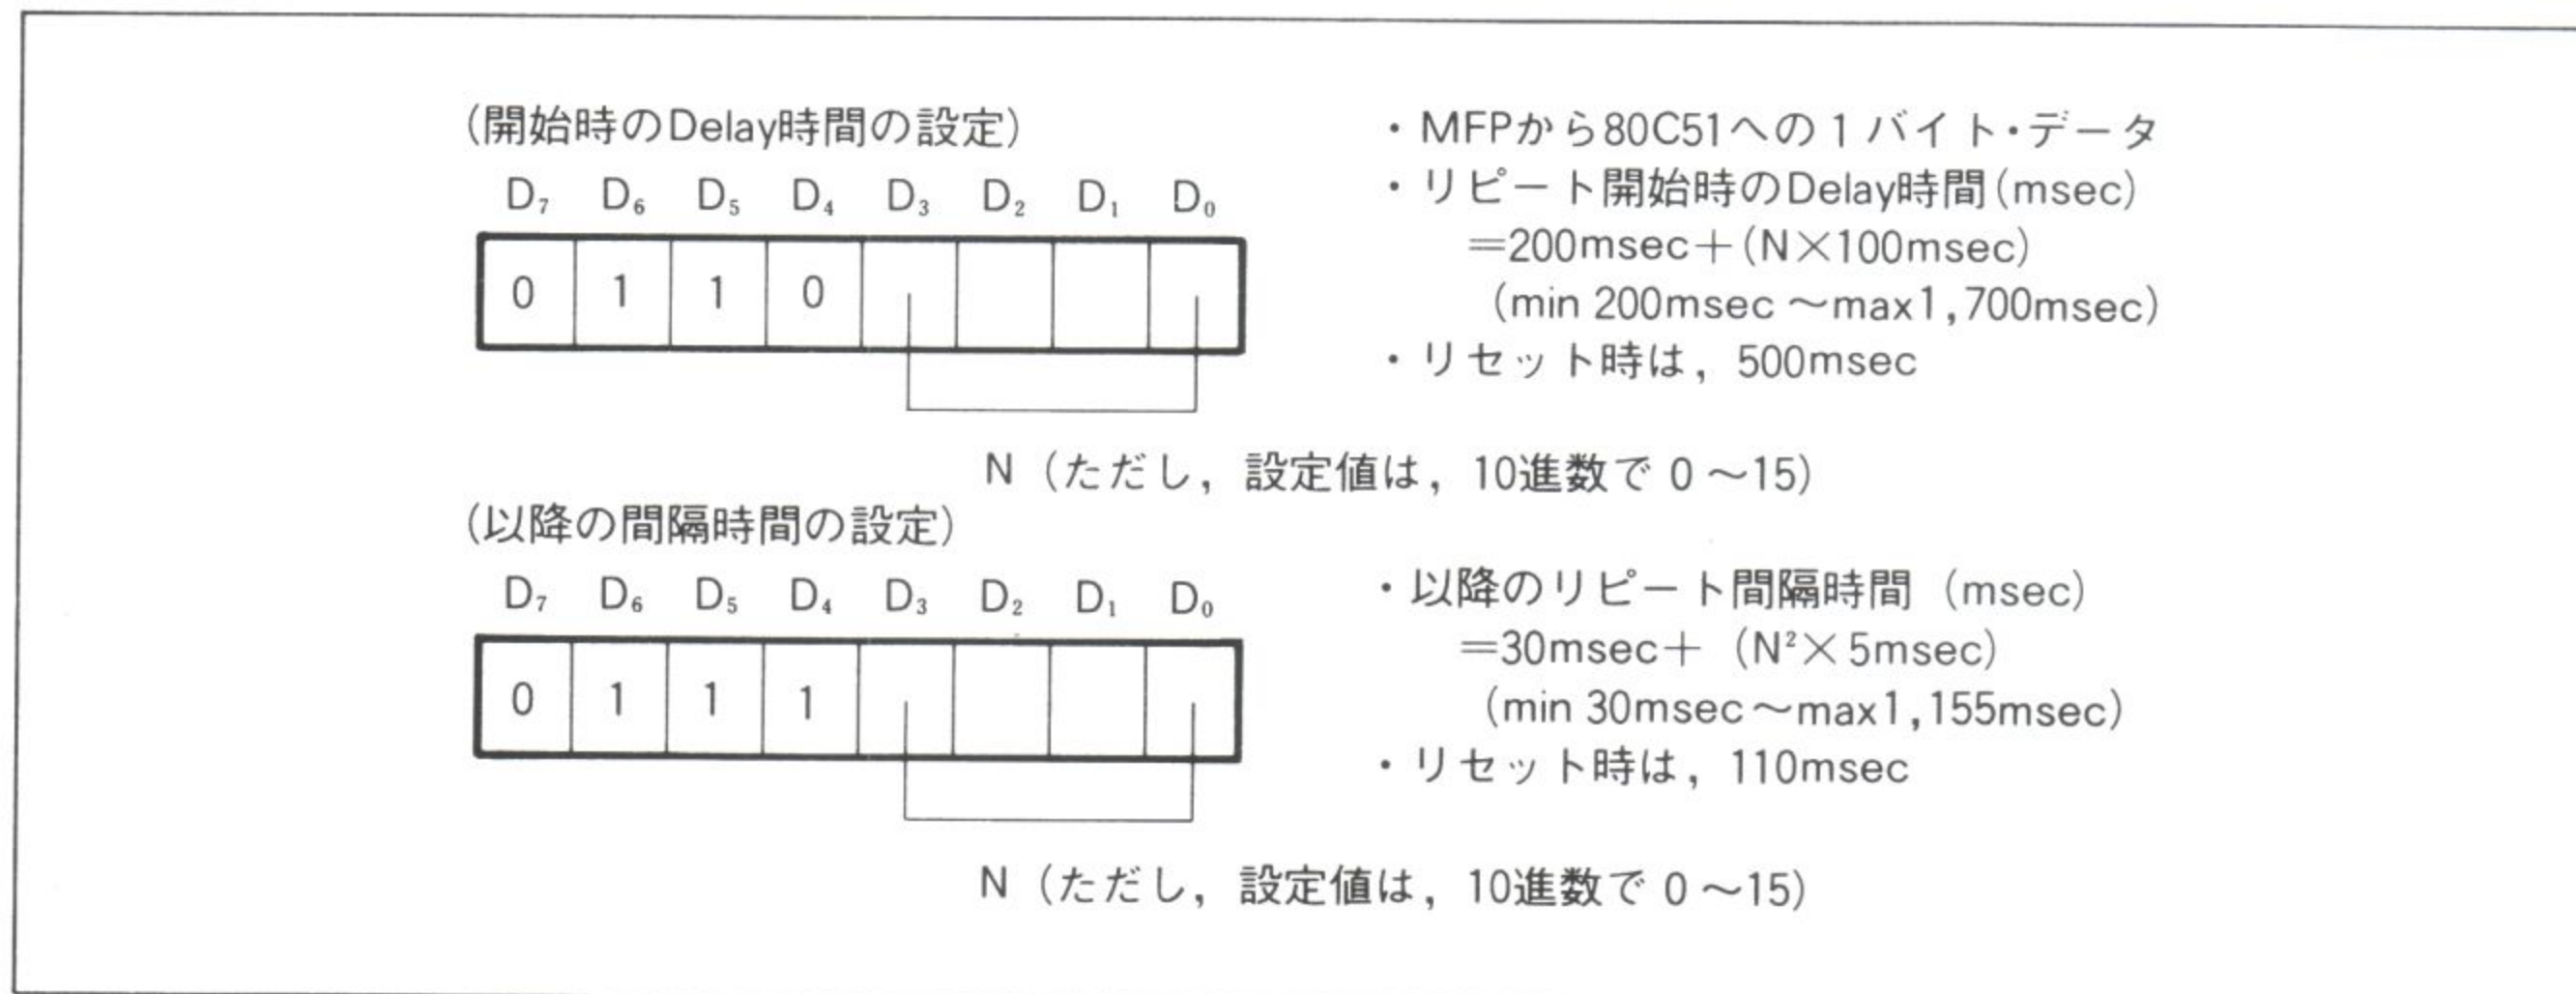 (開始時のDelay時間の設定)
D₇ D₆ D₅ D₄ D₃ D₂ D₁ D₀
0 1 1 0
N (ただし, 設定値は, 10進数で 0 ～15)
・MFPから80C51への 1 バイト・データ
・リピート開始時のDelay時間(msec)
=200msec+(N×100msec)
(min 200msec ～max1,700msec)
・リセット時は, 500msec
(以降の間隔時間の設定)
D₇ D₆ D₅ D₄ D₃ D₂ D₁ D₀
0 1 1 1
N (ただし, 設定値は, 10進数で 0 ～15)
・以降のリピート間隔時間 (msec)
=30msec+ (N²×5msec)
(min 30msec～max1,155msec)
・リセット時は, 110msec